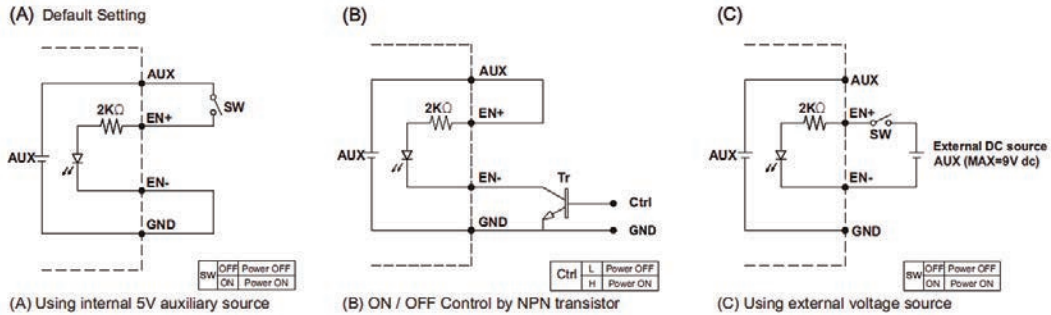 (A) Default Setting
AUX
SW
2KΩ
EN+
AUX
EN-
GND
SW OFF Power OFF
ON Power ON
(A) Using internal 5V auxiliary source
(B)
AUX
2KΩ
EN+
AUX
EN-
Tr
Ctrl
GND
GND
Ctrl L Power OFF
H Power ON
(B) ON / OFF Control by NPN transistor
(C)
AUX
2KΩ
EN+
SW
AUX
External DC source
AUX (MAX=9V dc)
EN-
GND
SW OFF Power OFF
ON Power ON
(C) Using external voltage source